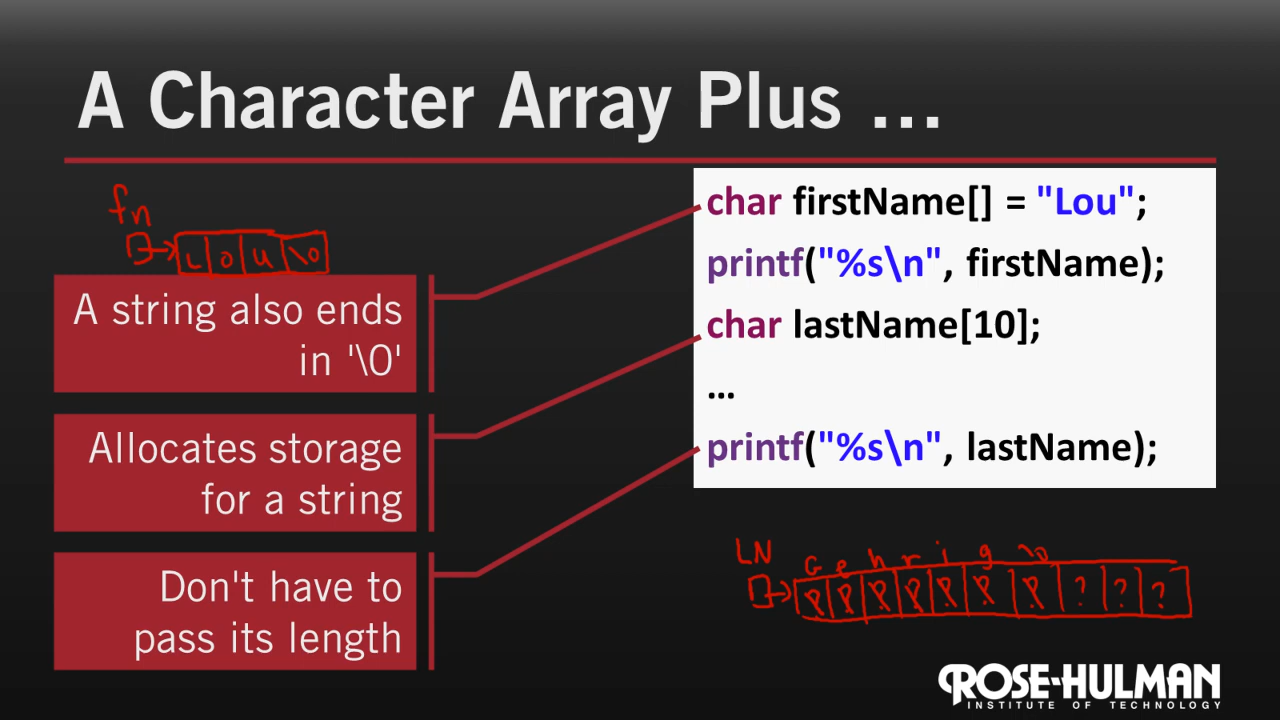 A Character Array Plus ...
fn
L O U \0
A string also ends
in '\0'
Allocates storage
for a string
Don't have to
pass its length
char firstName[] = "Lou";
printf("%s\n", firstName);
char lastName[10];
...
printf("%s\n", lastName);
LN
G e h r i g \0
? ? ? ? ? ? ? ? ? ?
ROSE-HULMAN
INSTITUTE OF TECHNOLOGY